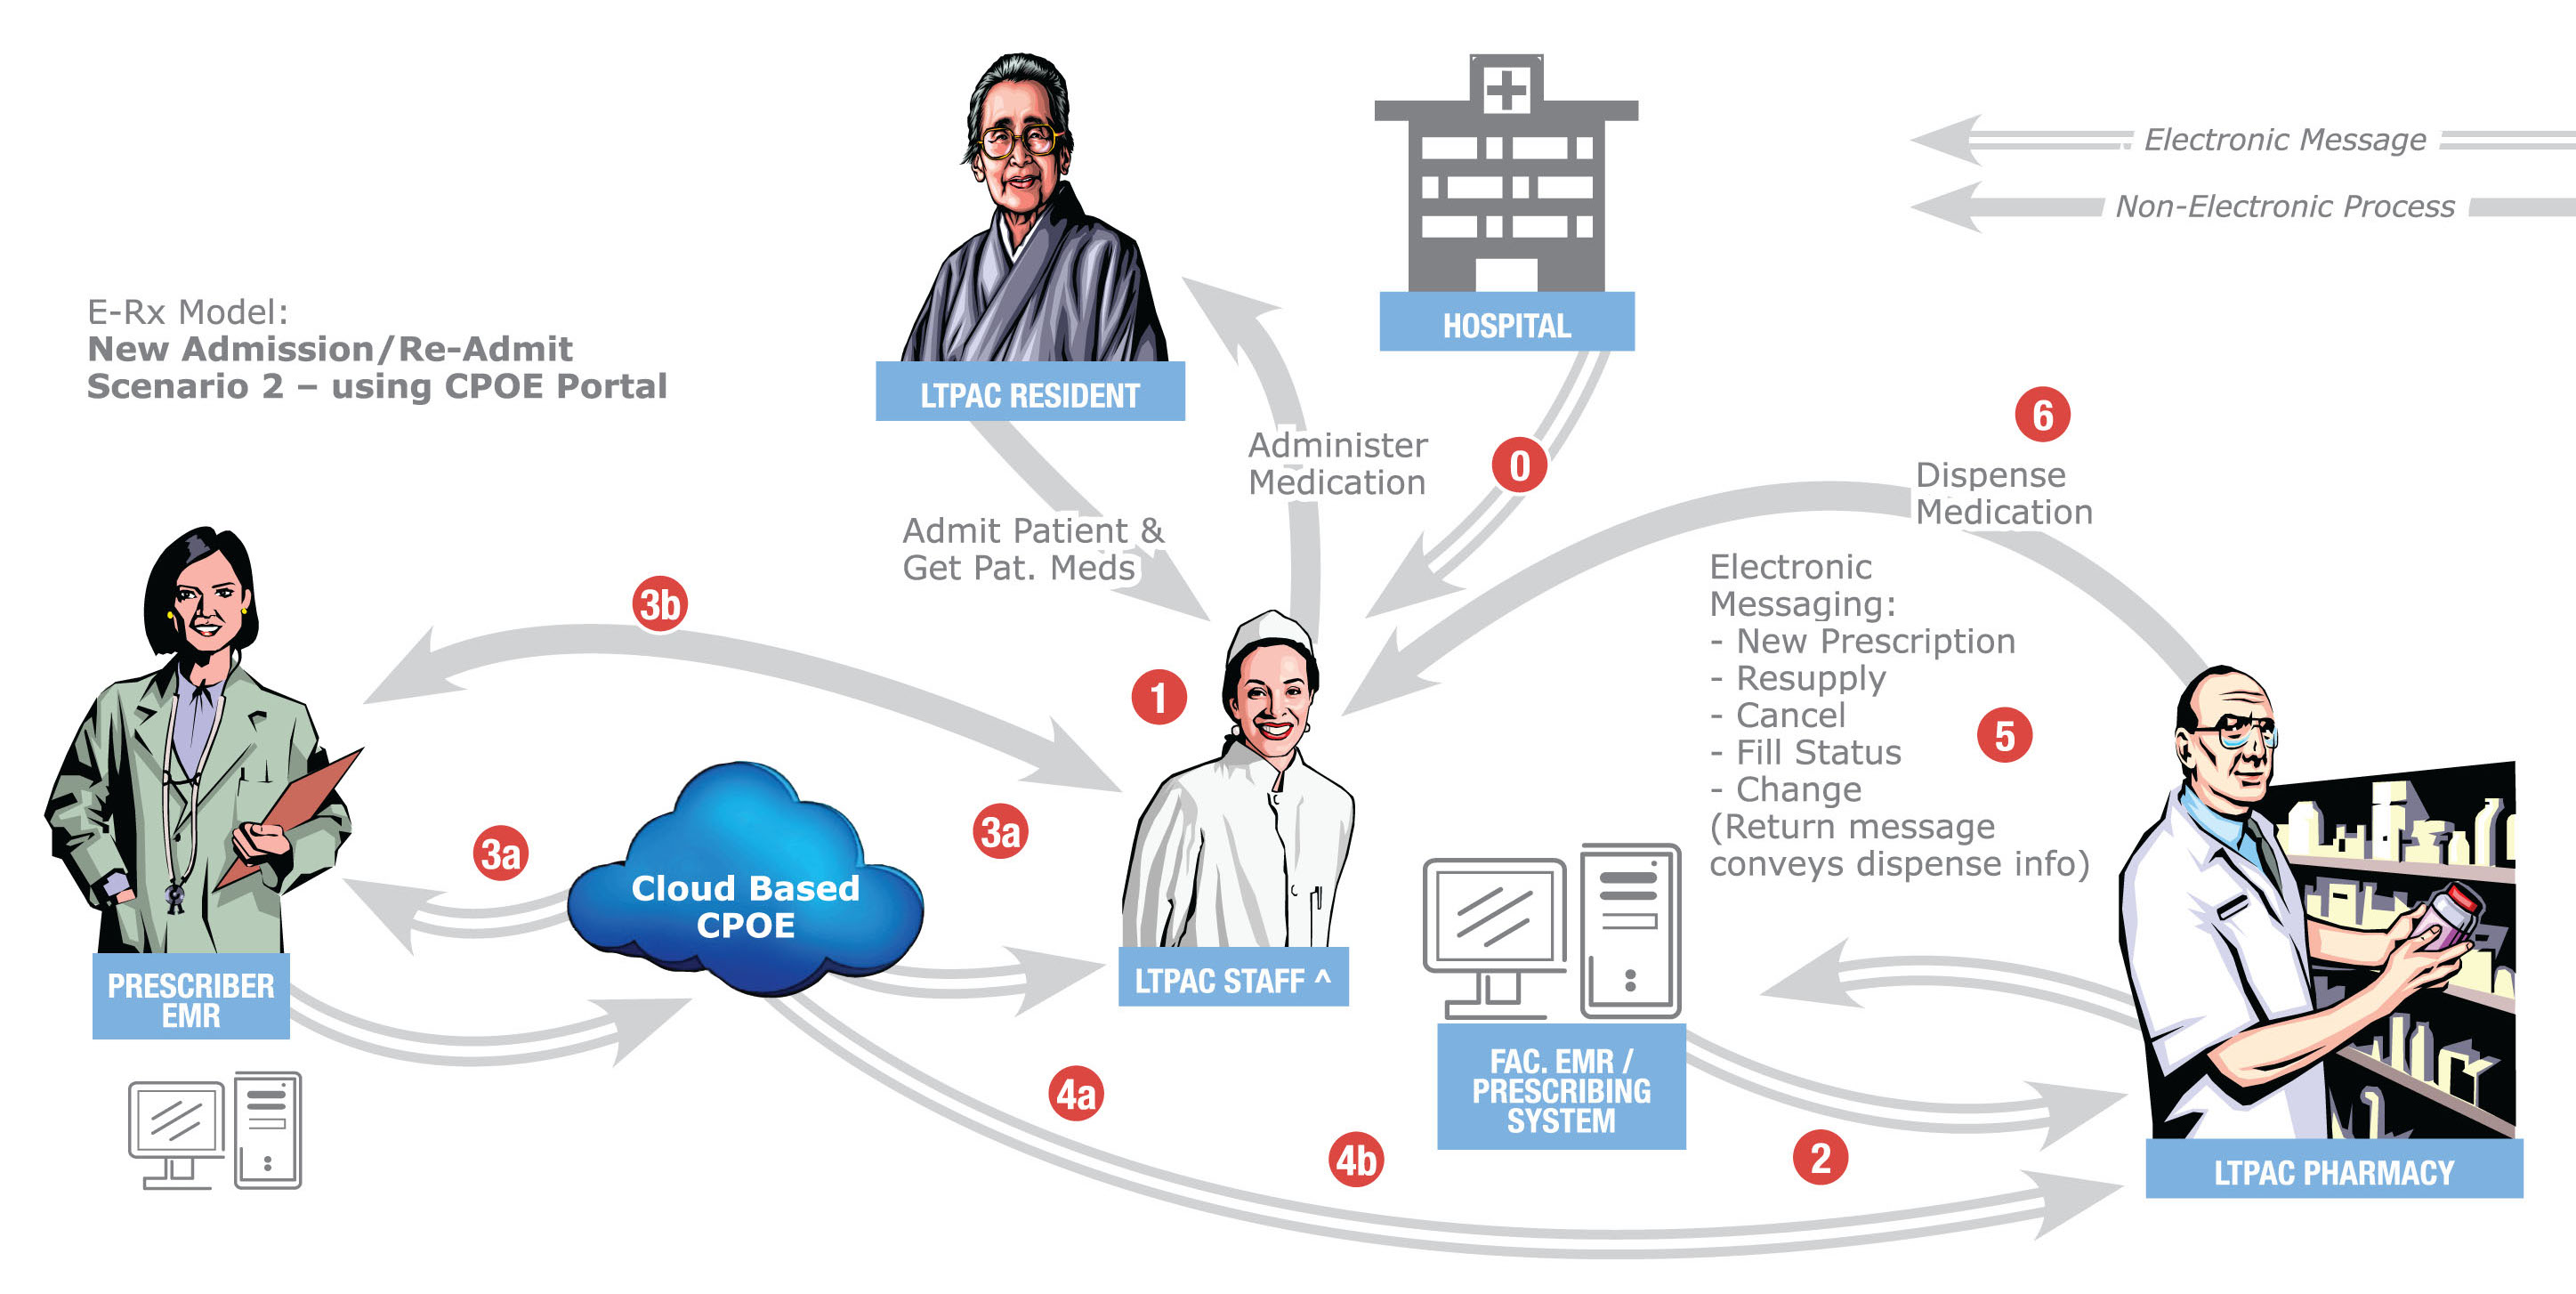 Electronic Message
Non-Electronic Process
E-Rx Model:
New Admission/Re-Admit
Scenario 2 – using CPOE Portal
LTPAC RESIDENT
HOSPITAL
0
Administer
Medication
Admit Patient &
Get Pat. Meds
6
Dispense
Medication
Electronic
Messaging:
- New Prescription
- Resupply
- Cancel
- Fill Status
- Change
(Return message
conveys dispense info)
5
3b
1
3a
3a
Cloud Based
CPOE
PRESCRIBER
EMR
LTPAC STAFF ^
FAC. EMR /
PRESCRIBING
SYSTEM
4a
4b
2
LTPAC PHARMACY